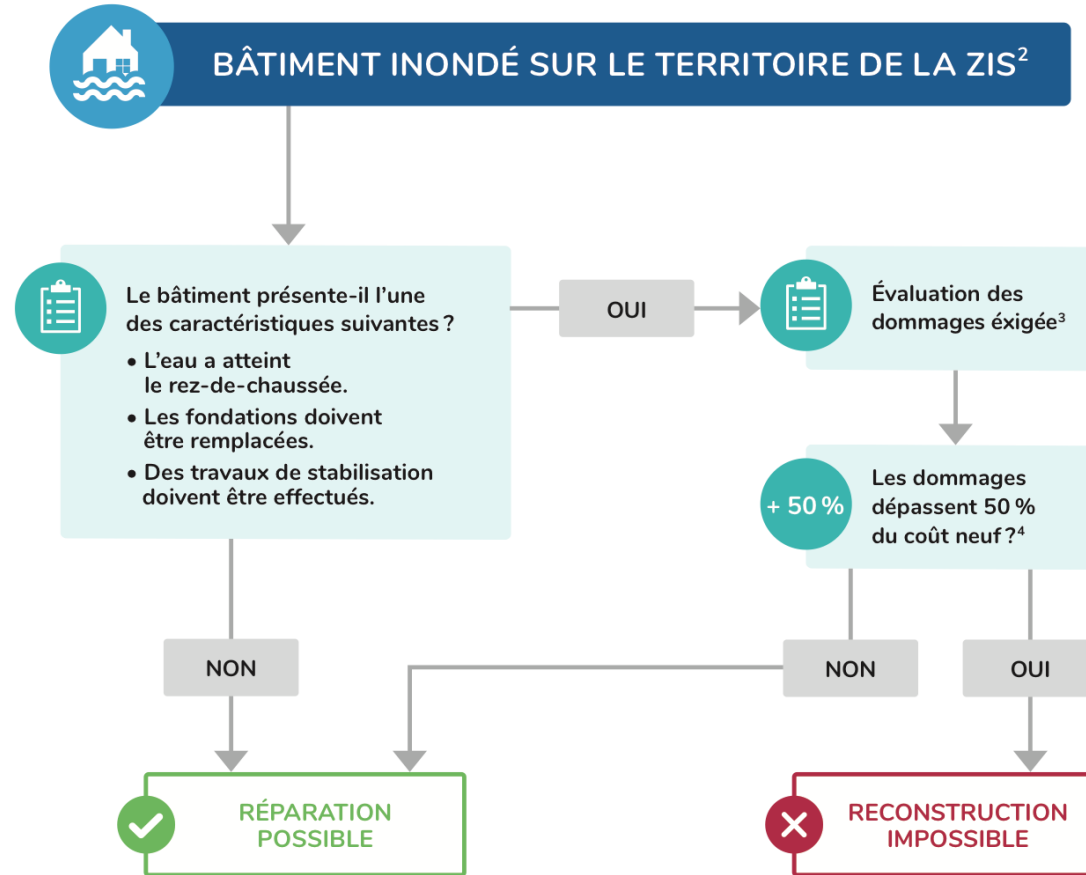 BÂTIMENT INONDÉ SUR LE TERRITOIRE DE LA ZIS²
Le bâtiment présente-il l’une
des caractéristiques suivantes ?
• L’eau a atteint
le rez-de-chaussée.
• Les fondations doivent
être remplacées.
• Des travaux de stabilisation
doivent être effectués.
OUI
Évaluation des
dommages éxigée³
+ 50 %
Les dommages
dépassent 50 %
du coût neuf ?⁴
NON
NON
OUI
RÉPARATION
POSSIBLE
RECONSTRUCTION
IMPOSSIBLE